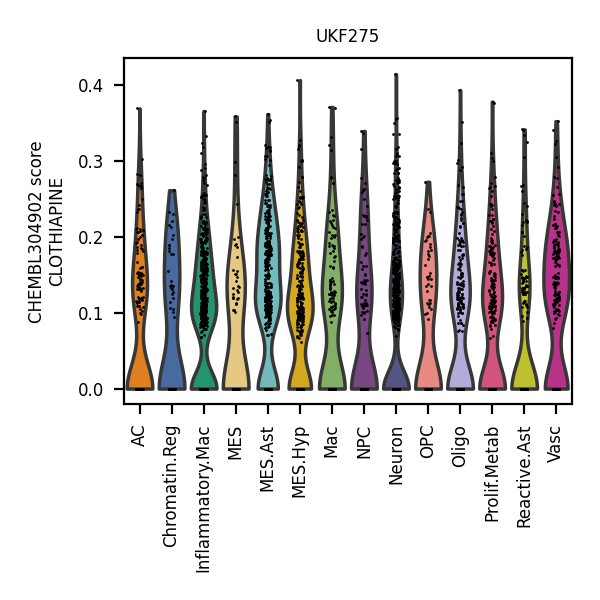 UKF275
CHEMBL304902 score
CLOTHIAPINE
0.4
0.3
0.2
0.1
0.0
AC
Chromatin.Reg
Inflammatory.Mac
MES
MES.Ast
MES.Hyp
Mac
NPC
Neuron
OPC
Oligo
Prolif.Metab
Reactive.Ast
Vasc